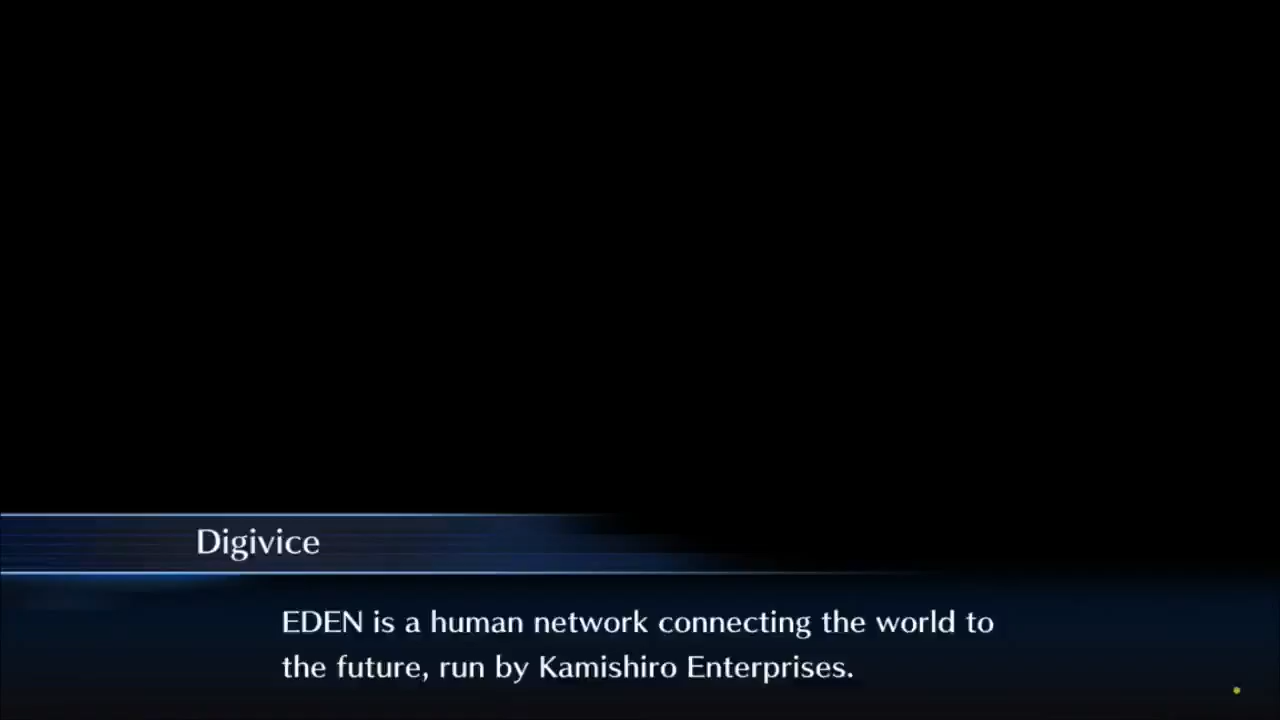 Digivice
EDEN is a human network connecting the world to
the future, run by Kamishiro Enterprises.